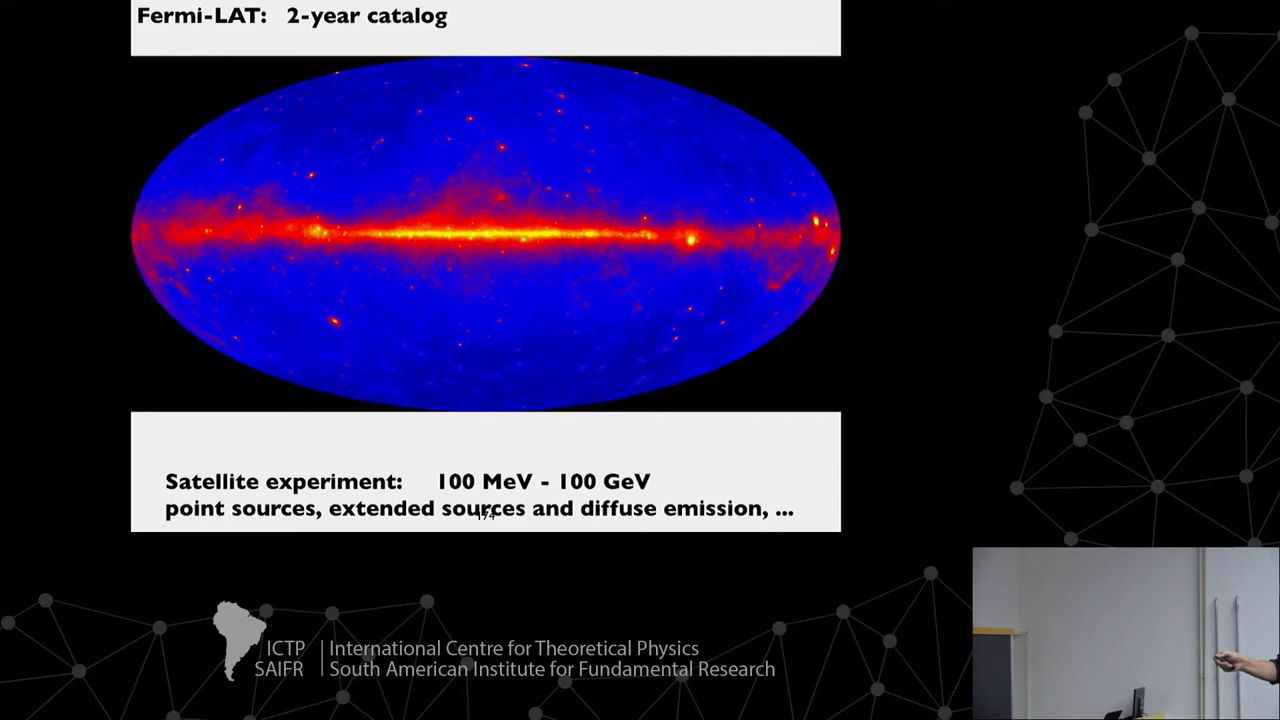 Fermi-LAT: 2-year catalog
Satellite experiment: 100 MeV - 100 GeV
point sources, extended sources and diffuse emission, ...
ICTP International Centre for Theoretical Physics
SAIFR South American Institute for Fundamental Research